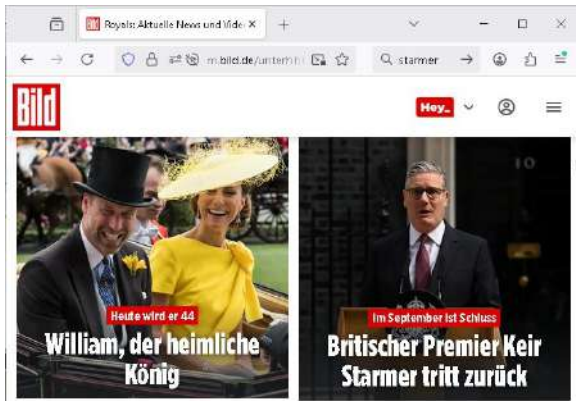 Royals: Aktuelle News und Vide
m.bild.de/unterh
starmer
Bild
Hey_
10
Heute wird er 44
William, der heimliche
König
Im September ist Schluss
Britischer Premier Keir
Starmer tritt zurück